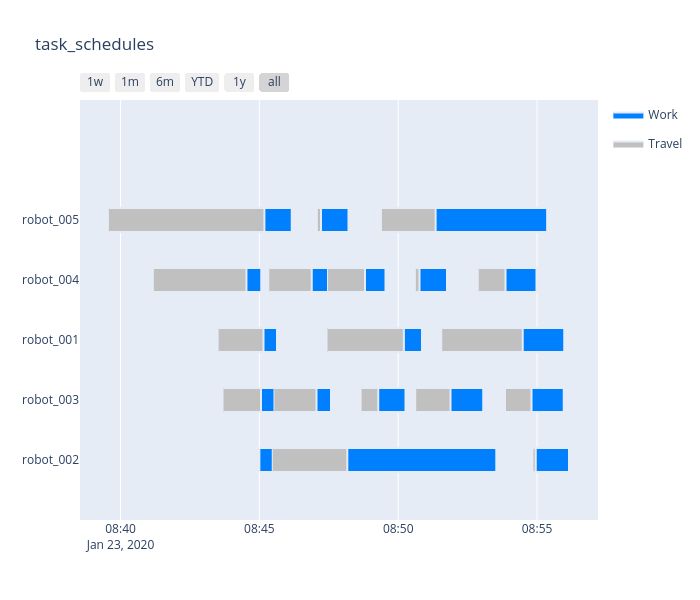 task_schedules
1w 1m 6m YTD 1y all
Work
Travel
robot_005
robot_004
robot_001
robot_003
robot_002
08:40 08:45 08:50 08:55
Jan 23, 2020